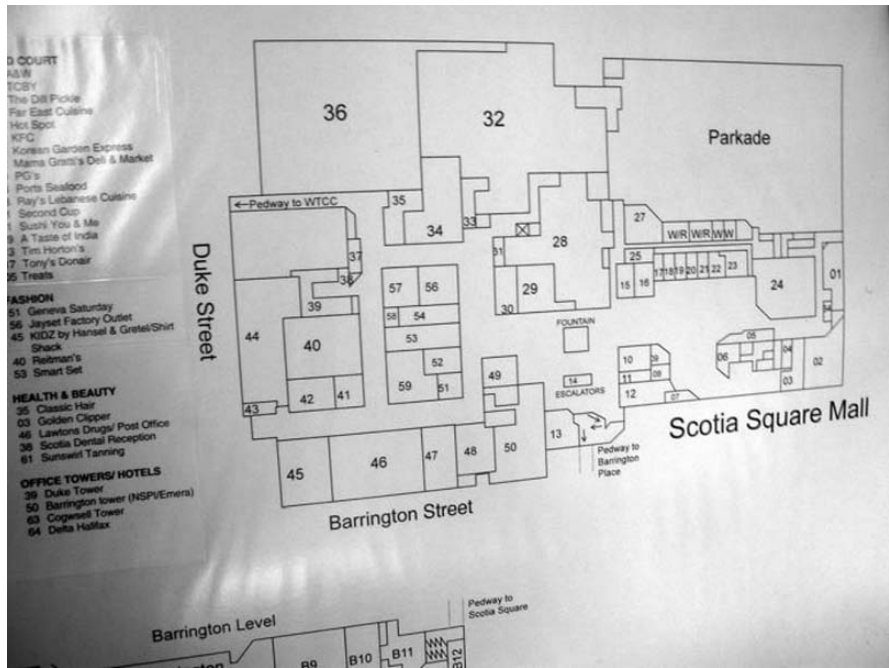 COURT
A&W
TCBY
The Dill Pickle
Far East Cuisine
Hot Spot
KFC
Korean Garden Express
Mama Grati's Deli & Market
PG's
Ports Seafood
Ray's Lebanese Cuisine
Second Cup
Sushi You & Me
A Taste of India
Tim Horton's
Tony's Donair
Treats
FASHION
51 Geneva Saturday
56 Jayset Factory Outlet
45 KIDZ by Hansel & Gretel/Shirt
Shack
40 Reitman's
53 Smart Set
HEALTH & BEAUTY
35 Classic Hair
03 Golden Clipper
46 Lawtons Drugs/ Post Office
38 Scotia Dental Reception
61 Sunswirl Tanning
OFFICE TOWERS/ HOTELS
39 Duke Tower
50 Barrington tower (NSPI/Emera)
63 Cogwsell Tower
64 Delta Halifax
36
32
Parkade
←Pedway to WTCC
35
34
33
27
W/R W/R W W
Duke Street
37
38
39
31
28
25
15 16 17 18 19 20 21 22 23
24
01
44
57 56
58 54
53
29
30
40
FOUNTAIN
52
59
51
49
14
ESCALATORS
10
11
12
07
06
05
04
03
02
43
42
41
13
Pedway to
Barrington
Place
Scotia Square Mall
45
46
47
48
50
Barrington Street
Pedway to
Scotia Square
Barrington Level
B9
B10
B11
B12